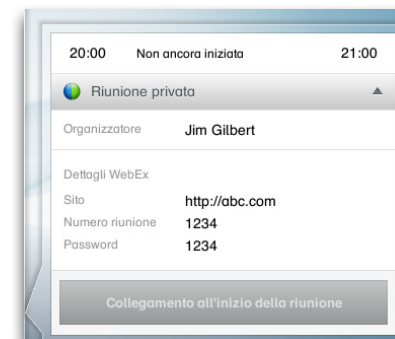 20:00 Non ancora iniziata 21:00
Riunione privata
Organizzatore Jim Gilbert
Dettagli WebEx
Sito http://abc.com
Numero riunione 1234
Password 1234
Collegamento all'inizio della riunione